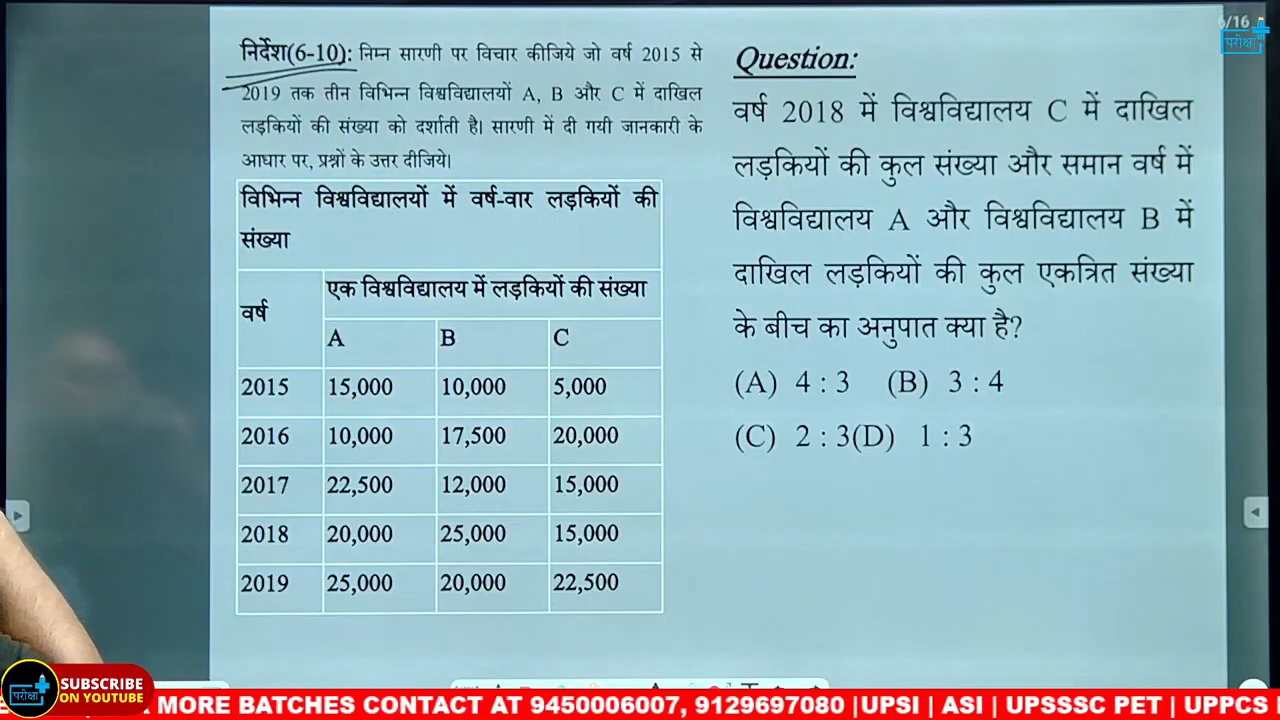 6/16
परीक्षा
निर्देश(6-10): निम्न सारणी पर विचार कीजिये जो वर्ष 2015 से
2019 तक तीन विभिन्न विश्वविद्यालयों A, B और C में दाखिल
लड़कियों की संख्या को दर्शाती है। सारणी में दी गयी जानकारी के
आधार पर, प्रश्नों के उत्तर दीजिये।
विभिन्न विश्वविद्यालयों में वर्ष-वार लड़कियों की
संख्या
वर्ष
एक विश्वविद्यालय में लड़कियों की संख्या
A B C
2015 15,000 10,000 5,000
2016 10,000 17,500 20,000
2017 22,500 12,000 15,000
2018 20,000 25,000 15,000
2019 25,000 20,000 22,500
Question:
वर्ष 2018 में विश्वविद्यालय C में दाखिल
लड़कियों की कुल संख्या और समान वर्ष में
विश्वविद्यालय A और विश्वविद्यालय B में
दाखिल लड़कियों की कुल एकत्रित संख्या
के बीच का अनुपात क्या है?
(A) 4 : 3 (B) 3 : 4
(C) 2 : 3(D) 1 : 3
परीक्षा
SUBSCRIBE
ON YOUTUBE
MORE BATCHES CONTACT AT 9450006007, 9129697080 |UPSI | ASI | UPSSSC PET | UPPCS